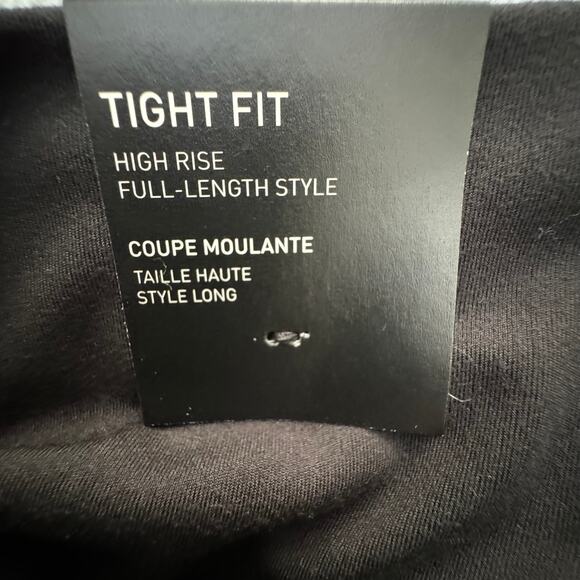 TIGHT FIT
HIGH RISE
FULL-LENGTH STYLE
COUPE MOULANTE
TAILLE HAUTE
STYLE LONG